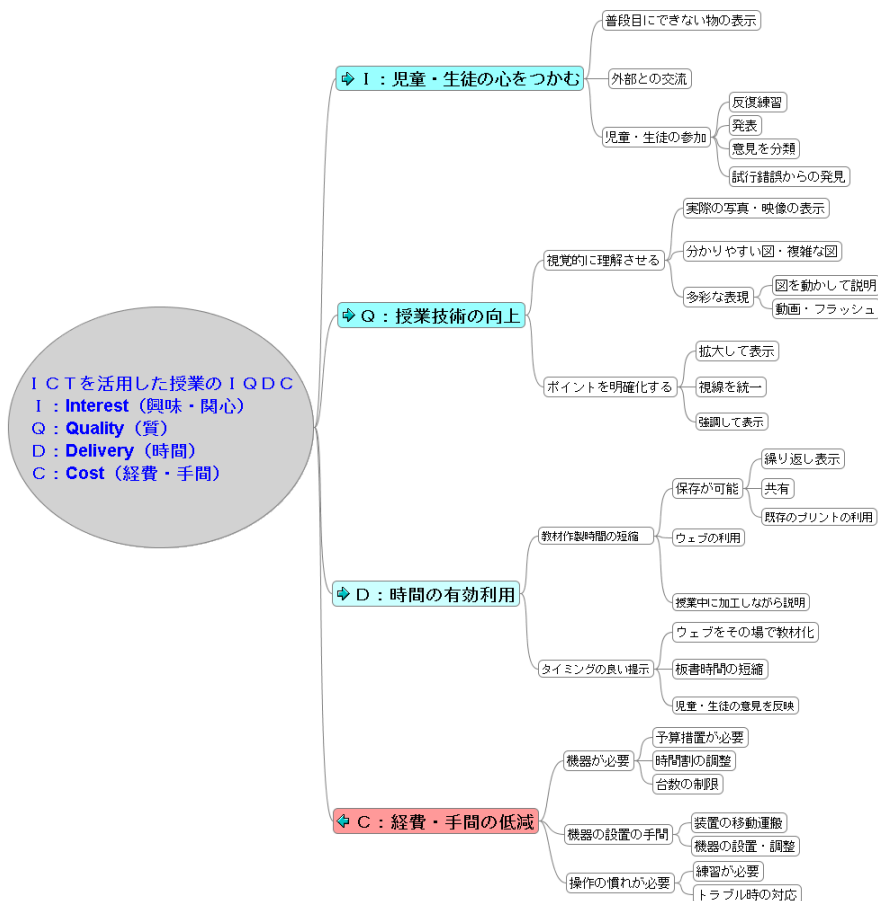 ＩＣＴを活用した授業のＩＱＤＣ
Ｉ：Interest（興味・関心）
Ｑ：Quality（質）
Ｄ：Delivery（時間）
Ｃ：Cost（経費・手間）
Ｉ：児童・生徒の心をつかむ
普段目にできない物の表示
外部との交流
児童・生徒の参加
反復練習
発表
意見を分類
試行錯誤からの発見
Ｑ：授業技術の向上
視覚的に理解させる
実際の写真・映像の表示
分かりやすい図・複雑な図
多彩な表現
図を動かして説明
動画・フラッシュ
ポイントを明確化する
拡大して表示
視線を統一
強調して表示
Ｄ：時間の有効利用
教材作製時間の短縮
保存が可能
繰り返し表示
共有
既存のプリントの利用
ウェブの利用
授業中に加工しながら説明
タイミングの良い提示
ウェブをその場で教材化
板書時間の短縮
児童・生徒の意見を反映
Ｃ：経費・手間の低減
機器が必要
予算措置が必要
時間割の調整
台数の制限
機器の設置の手間
装置の移動運搬
機器の設置・調整
操作の慣れが必要
練習が必要
トラブル時の対応